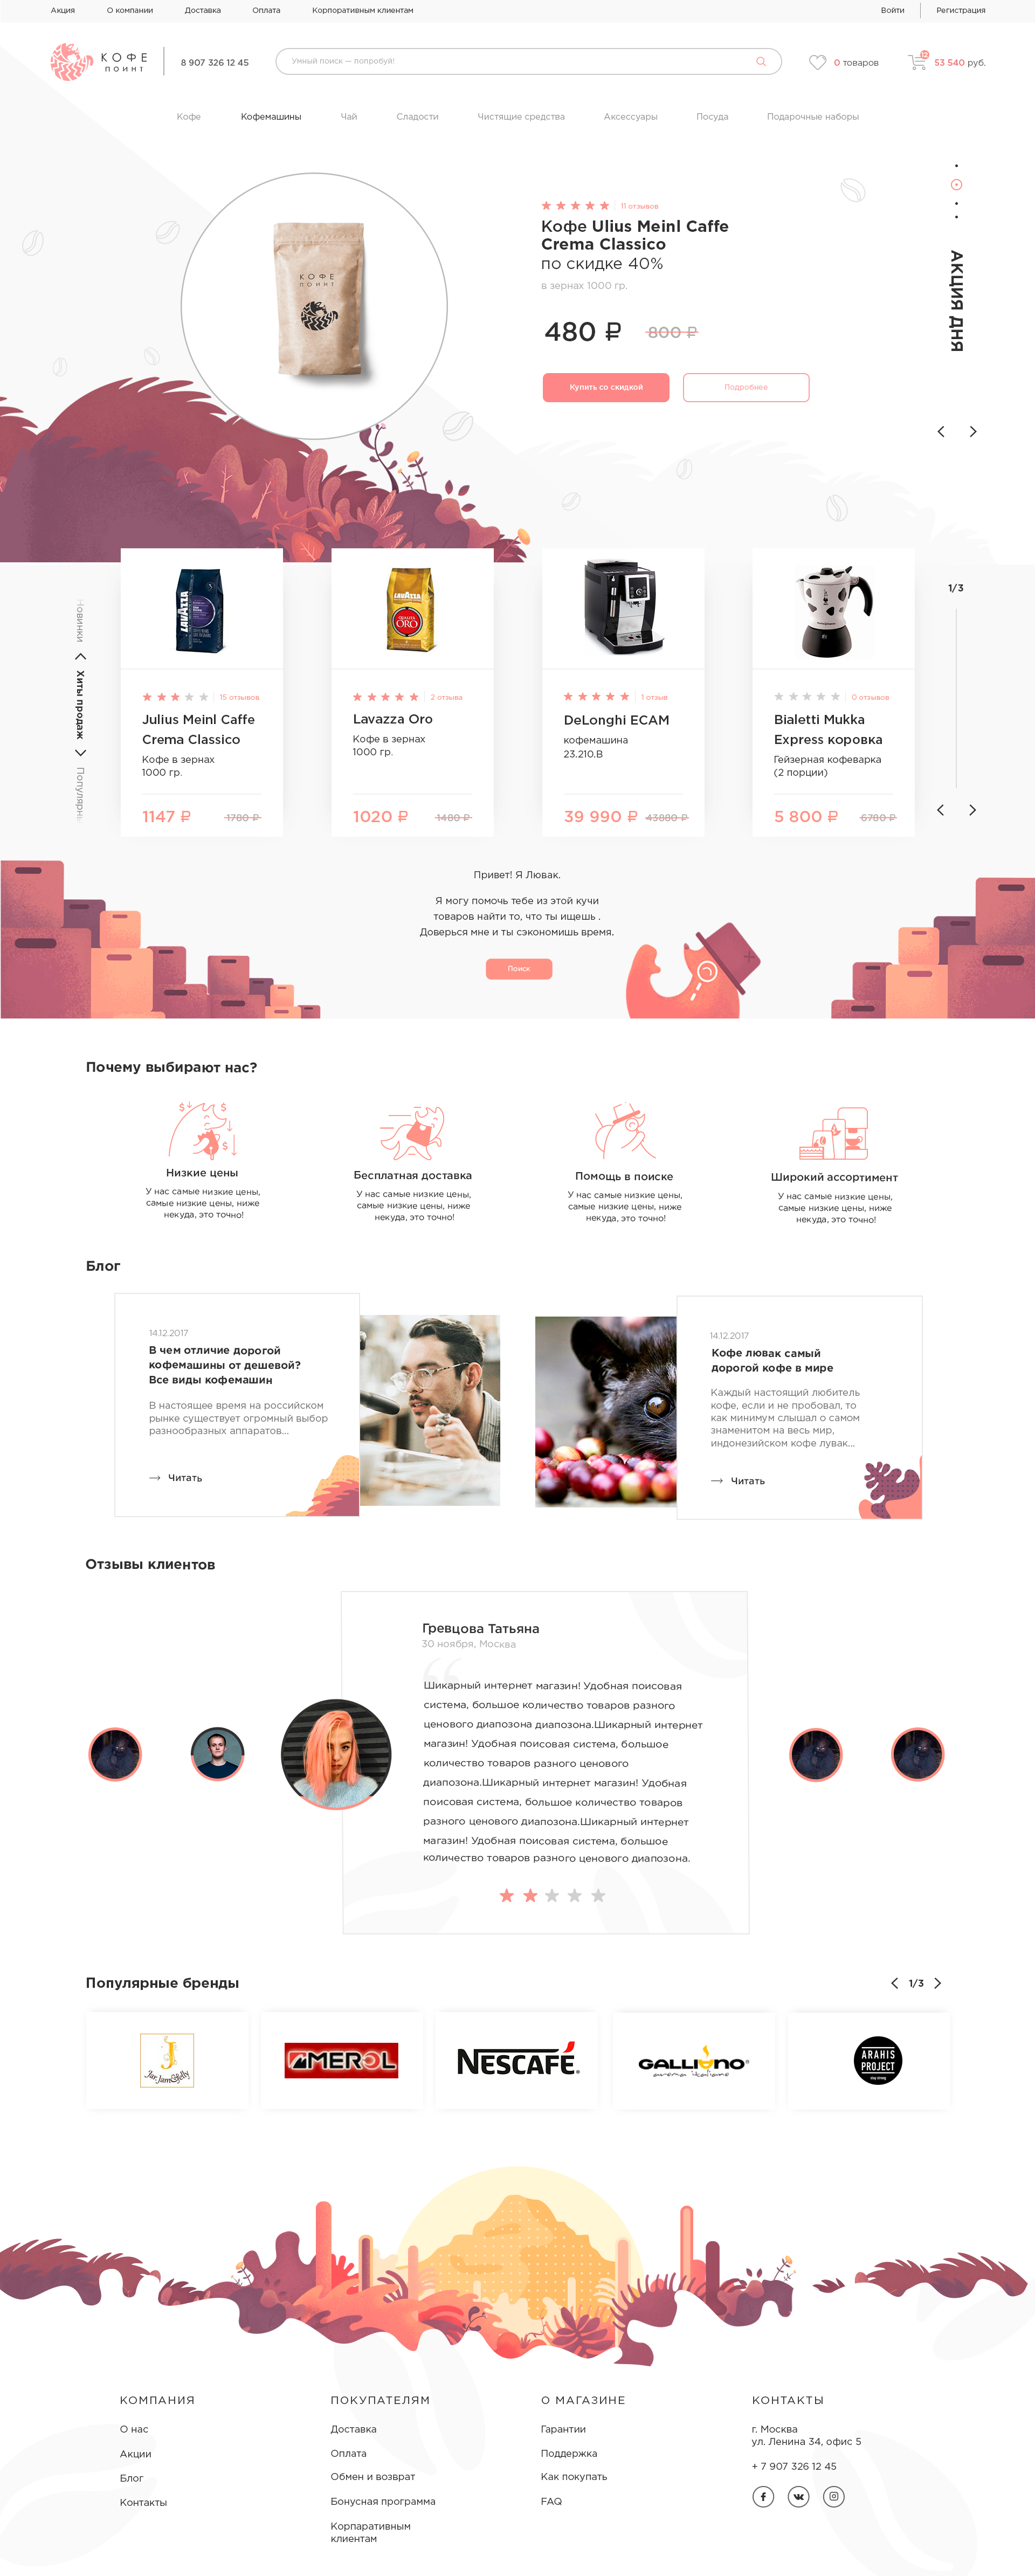 Акция
О компании
Доставка
Оплата
Корпоративным клиентам
Войти
Регистрация
КОФЕ
ПОИНТ
8 907 326 12 45
Умный поиск — попробуй!
0 товаров
12
53 540 руб.
Кофе
Кофемашины
Чай
Сладости
Чистящие средства
Аксессуары
Посуда
Подарочные наборы
КОФЕ
ПОИНТ
11 отзывов
Кофе Ulius Meinl Caffe
Crema Classico
по скидке 40%
в зернах 1000 гр.
480 ₽
800 ₽
Купить со скидкой
Подробнее
АКЦИЯ ДНЯ
Новинки
Хиты продаж
LAVAZZA
15 отзывов
Julius Meinl Caffe
Crema Classico
Кофе в зернах
1000 гр.
1147 ₽
1780 ₽
LAVAZZA
QUALITÀ
ORO
2 отзыва
Lavazza Oro
Кофе в зернах
1000 гр.
1020 ₽
1480 ₽
1 отзыв
DeLonghi ECAM
кофемашина
23.210.B
39 990 ₽
43880 ₽
0 отзывов
Bialetti Mukka
Express коровка
Гейзерная кофеварка
(2 порции)
5 800 ₽
6780 ₽
1/3
Привет! Я Лювак.
Я могу помочь тебе из этой кучи
товаров найти то, что ты ищешь .
Доверься мне и ты сэкономишь время.
Поиск
Почему выбирают нас?
Низкие цены
У нас самые низкие цены,
самые низкие цены, ниже
некуда, это точно!
Бесплатная доставка
У нас самые низкие цены,
самые низкие цены, ниже
некуда, это точно!
Помощь в поиске
У нас самые низкие цены,
самые низкие цены, ниже
некуда, это точно!
Широкий ассортимент
У нас самые низкие цены,
самые низкие цены, ниже
некуда, это точно!
Блог
14.12.2017
В чем отличие дорогой
кофемашины от дешевой?
Все виды кофемашин
В настоящее время на российском
рынке существует огромный выбор
разнообразных аппаратов...
Читать
14.12.2017
Кофе лювак самый
дорогой кофе в мире
Каждый настоящий любитель
кофе, если и не пробовал, то
как минимум слышал о самом
знаменитом на весь мир,
индонезийском кофе лувак...
Читать
Отзывы клиентов
Гревцова Татьяна
30 ноября, Москва
Шикарный интернет магазин! Удобная поисовая
система, большое количество товаров разного
ценового диапозона диапозона.Шикарный интернет
магазин! Удобная поисовая система, большое
количество товаров разного ценового
диапозона.Шикарный интернет магазин! Удобная
поисовая система, большое количество товаров
разного ценового диапозона.Шикарный интернет
магазин! Удобная поисовая система, большое
количество товаров разного ценового диапозона.
Популярные бренды
1/3
J
Jar Jam&Jelly
MEROL
NESCAFÉ
GALLIANO
aroma italiano
ARAHIS
PROJECT
stay strong
КОМПАНИЯ
О нас
Акции
Блог
Контакты
ПОКУПАТЕЛЯМ
Доставка
Оплата
Обмен и возврат
Бонусная программа
Корпаративным
клиентам
О МАГАЗИНЕ
Гарантии
Поддержка
Как покупать
FAQ
КОНТАКТЫ
г. Москва
ул. Ленина 34, офис 5
+ 7 907 326 12 45